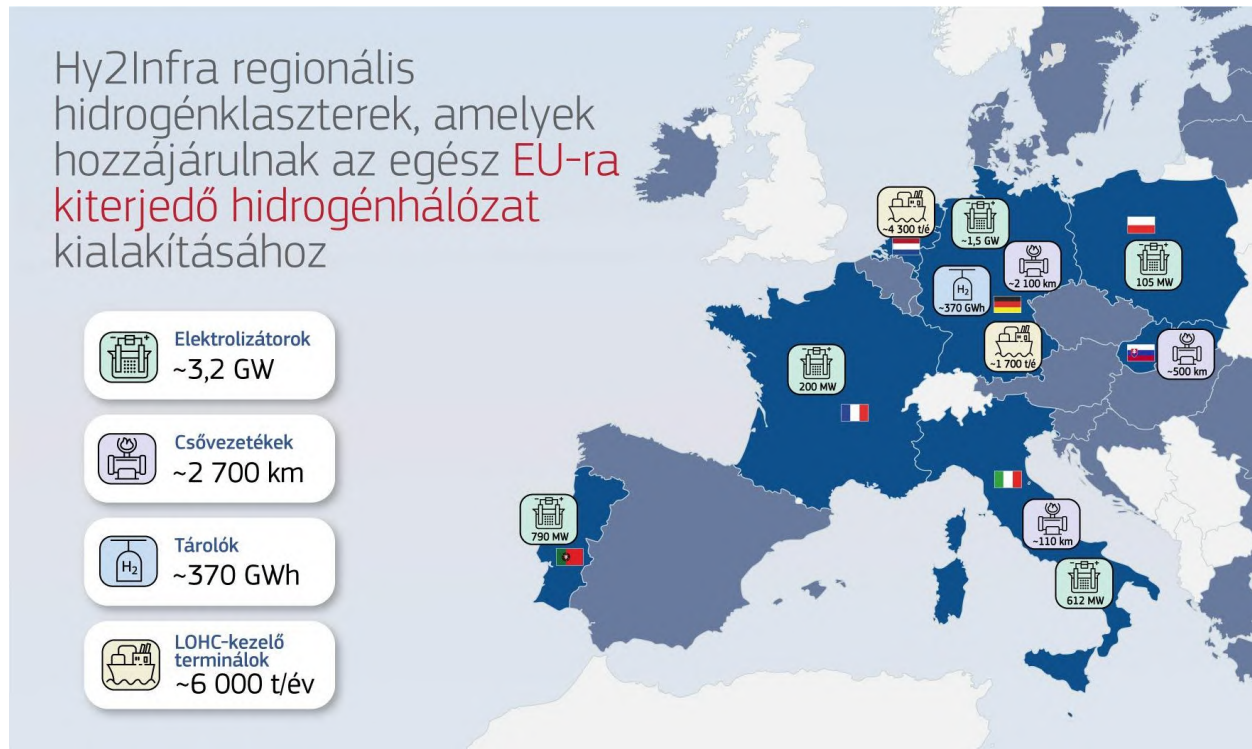 Hy2Infra regionális
hidrogénklaszterek, amelyek
hozzájárulnak az egész EU-ra
kiterjedő hidrogénhálózat
kialakításához
Elektrolizátorok
~3,2 GW
Csővezetékek
~2 700 km
H₂
Tárolók
~370 GWh
LOHC-kezelő
terminálok
~6 000 t/év
~4 300 t/é
~1,5 GW
~2 100 km
105 MW
H₂
~370 GWh
~1 700 t/é
~500 km
200 MW
790 MW
~110 km
612 MW